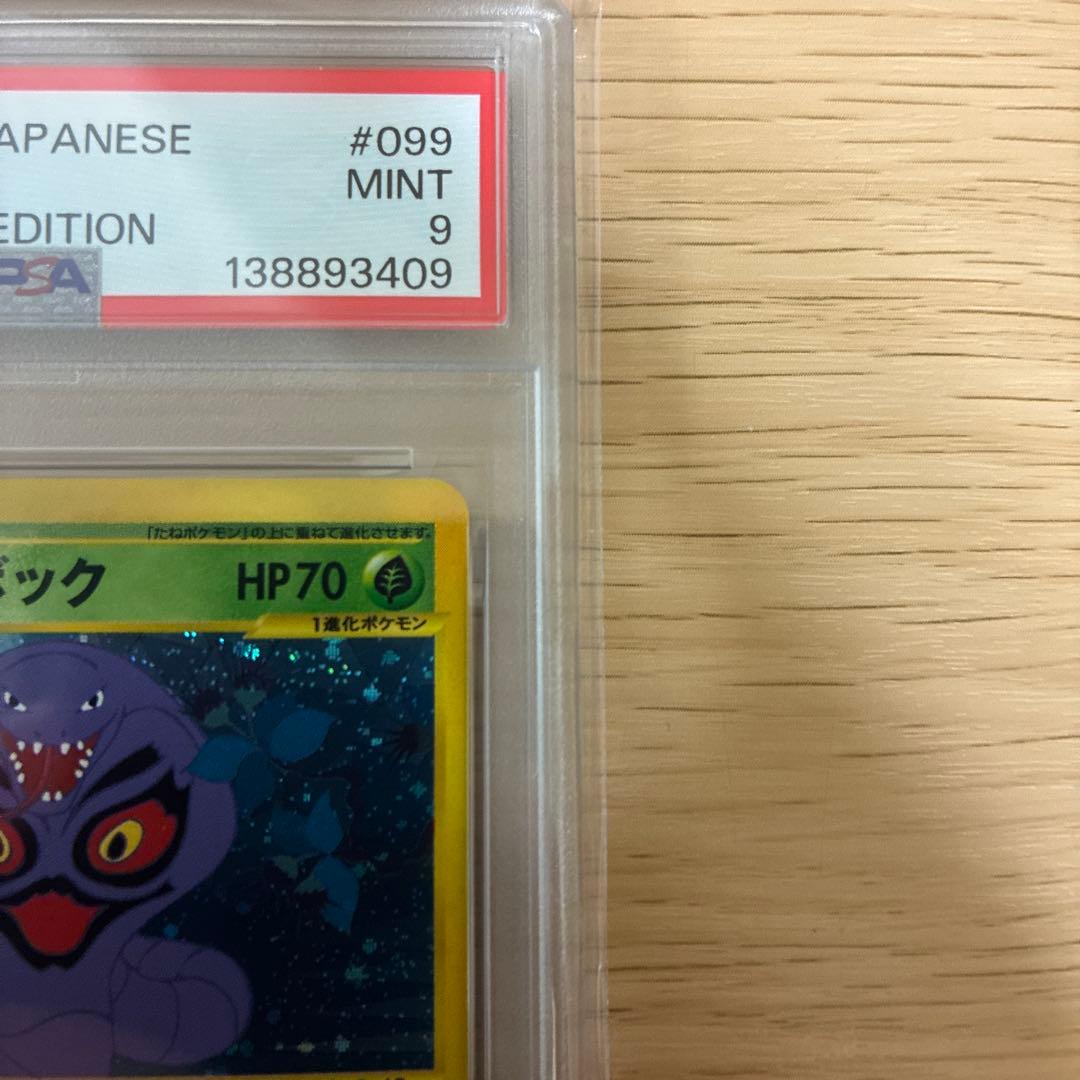 APANESE #099
MINT
EDITION 9
PSA 138893409
「たねポケモン」の上に重ねて進化させます。
ボック HP70
1進化ポケモン